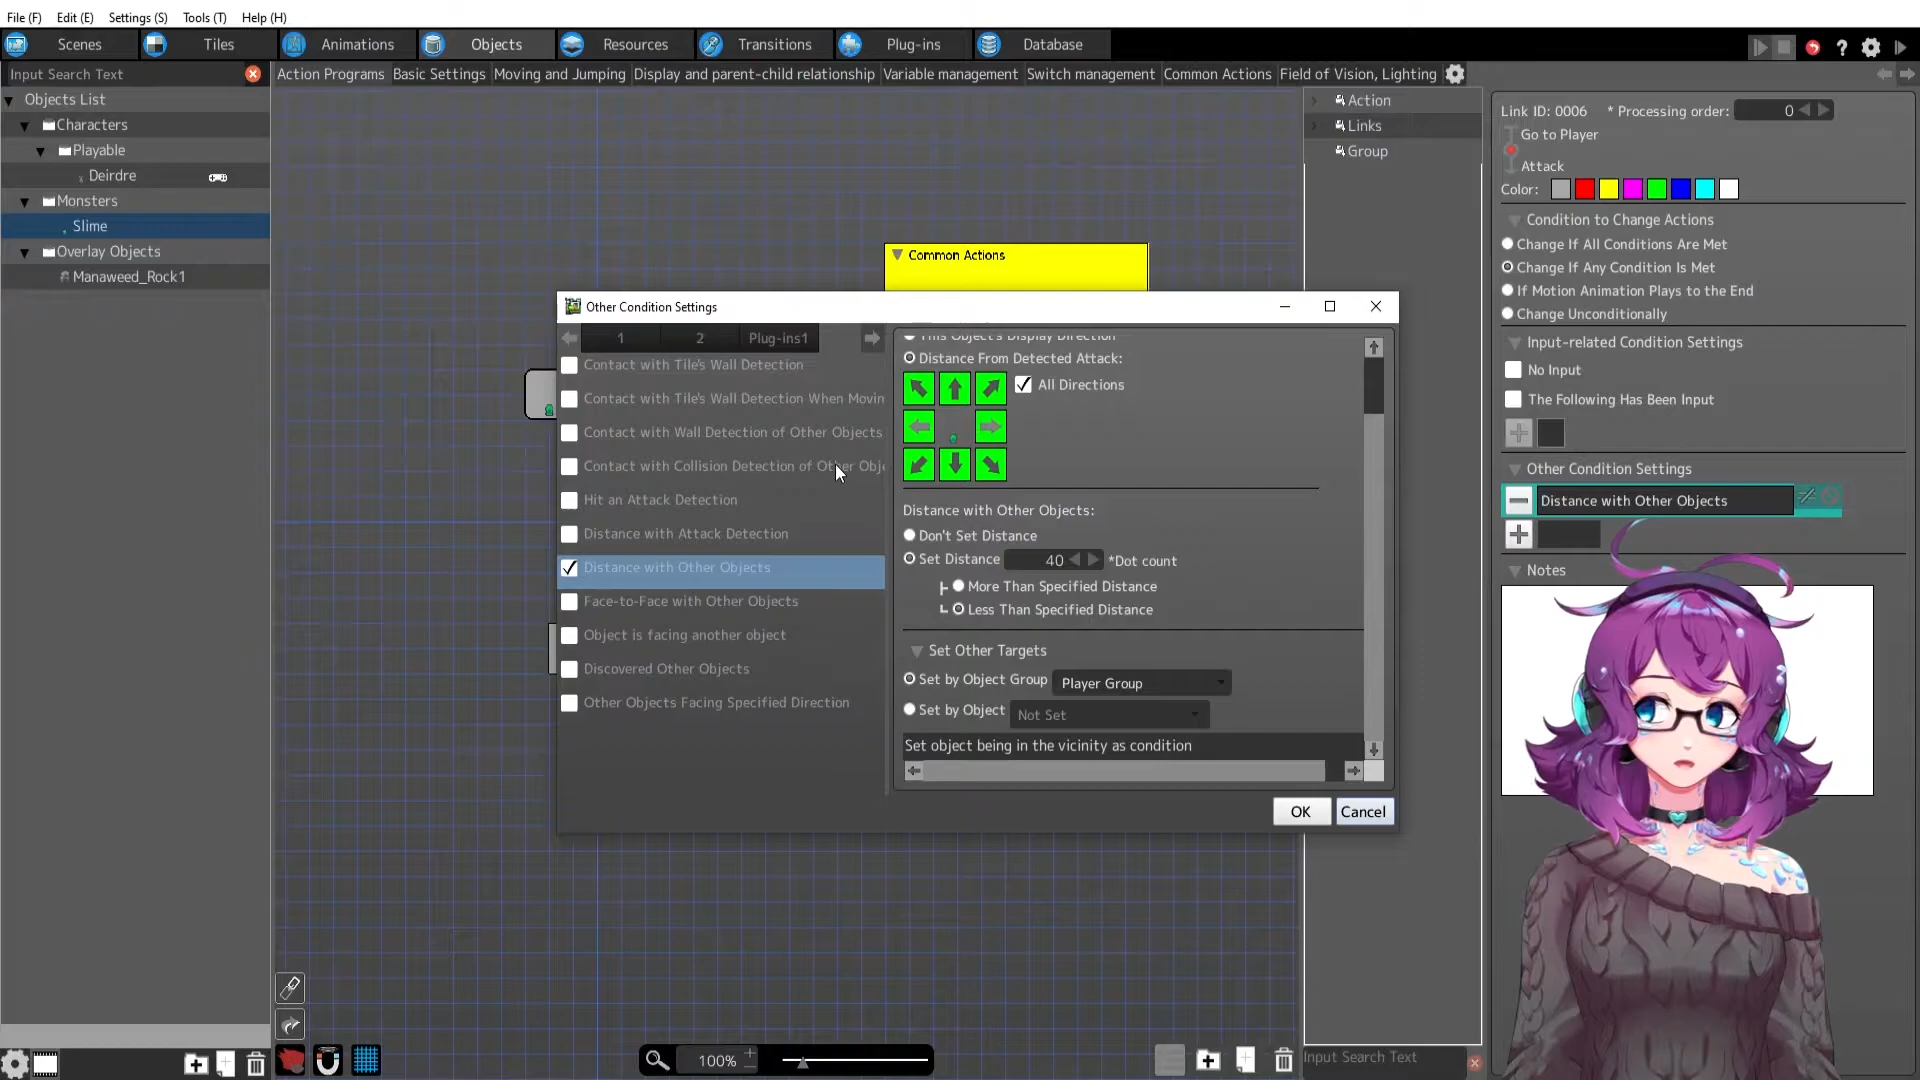 File (F)
Edit (E)
Settings (S)
Tools (T)
Help (H)
Scenes
Tiles
Animations
Objects
Resources
Transitions
Plug-ins
Database
Input Search Text
Action Programs
Basic Settings
Moving and Jumping
Display and parent-child relationship
Variable management
Switch management
Common Actions
Field of Vision, Lighting
Objects List
Characters
Playable
Deirdre
Monsters
Slime
Overlay Objects
Manaweed_Rock1
Common Actions
Action
Links
Group
Other Condition Settings
1
2
Plug-ins1
Contact with Tile's Wall Detection
Contact with Tile's Wall Detection When Movin
Contact with Wall Detection of Other Objects
Contact with Collision Detection of Other Obje
Hit an Attack Detection
Distance with Attack Detection
Distance with Other Objects
Face-to-Face with Other Objects
Object is facing another object
Discovered Other Objects
Other Objects Facing Specified Direction
This Object's Display Direction
Distance From Detected Attack:
All Directions
Distance with Other Objects:
Don't Set Distance
Set Distance 40 *Dot count
More Than Specified Distance
Less Than Specified Distance
Set Other Targets
Set by Object Group Player Group
Set by Object Not Set
Set object being in the vicinity as condition
OK
Cancel
Link ID: 0006 * Processing order: 0
Go to Player
Attack
Color:
Condition to Change Actions
Change If All Conditions Are Met
Change If Any Condition Is Met
If Motion Animation Plays to the End
Change Unconditionally
Input-related Condition Settings
No Input
The Following Has Been Input
Other Condition Settings
Distance with Other Objects
Notes
100%
Input Search Text